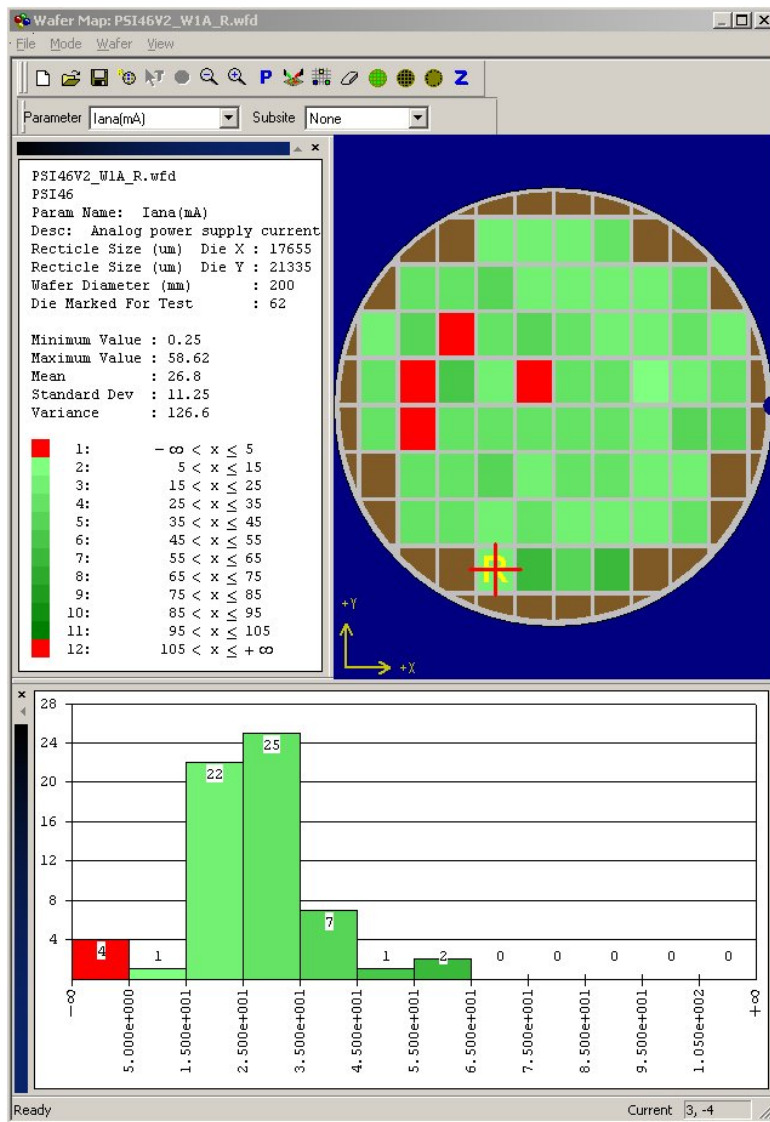 Wafer Map: PSI46V2_W1A_R.wfd
File Mode Wafer View
P Z
Parameter Iana(mA) Subsite None
PSI46V2_W1A_R.wfd
PSI46
Param Name: Iana(mA)
Desc: Analog power supply current
Recticle Size (um) Die X : 17655
Recticle Size (um) Die Y : 21335
Wafer Diameter (mm) : 200
Die Marked For Test : 62
Minimum Value : 0.25
Maximum Value : 58.62
Mean : 26.8
Standard Dev : 11.25
Variance : 126.6
1: -∞ < x ≤ 5
2: 5 < x ≤ 15
3: 15 < x ≤ 25
4: 25 < x ≤ 35
5: 35 < x ≤ 45
6: 45 < x ≤ 55
7: 55 < x ≤ 65
8: 65 < x ≤ 75
9: 75 < x ≤ 85
10: 85 < x ≤ 95
11: 95 < x ≤ 105
12: 105 < x ≤ +∞
R
+Y
+X
28
24
20
16
12
8
4
4 1 22 25 7 1 2 0 0 0 0 0
-∞ 5.000e+000 1.500e+001 2.500e+001 3.500e+001 4.500e+001 5.500e+001 6.500e+001 7.500e+001 8.500e+001 9.500e+001 1.050e+002 +∞
Ready Current 3, -4